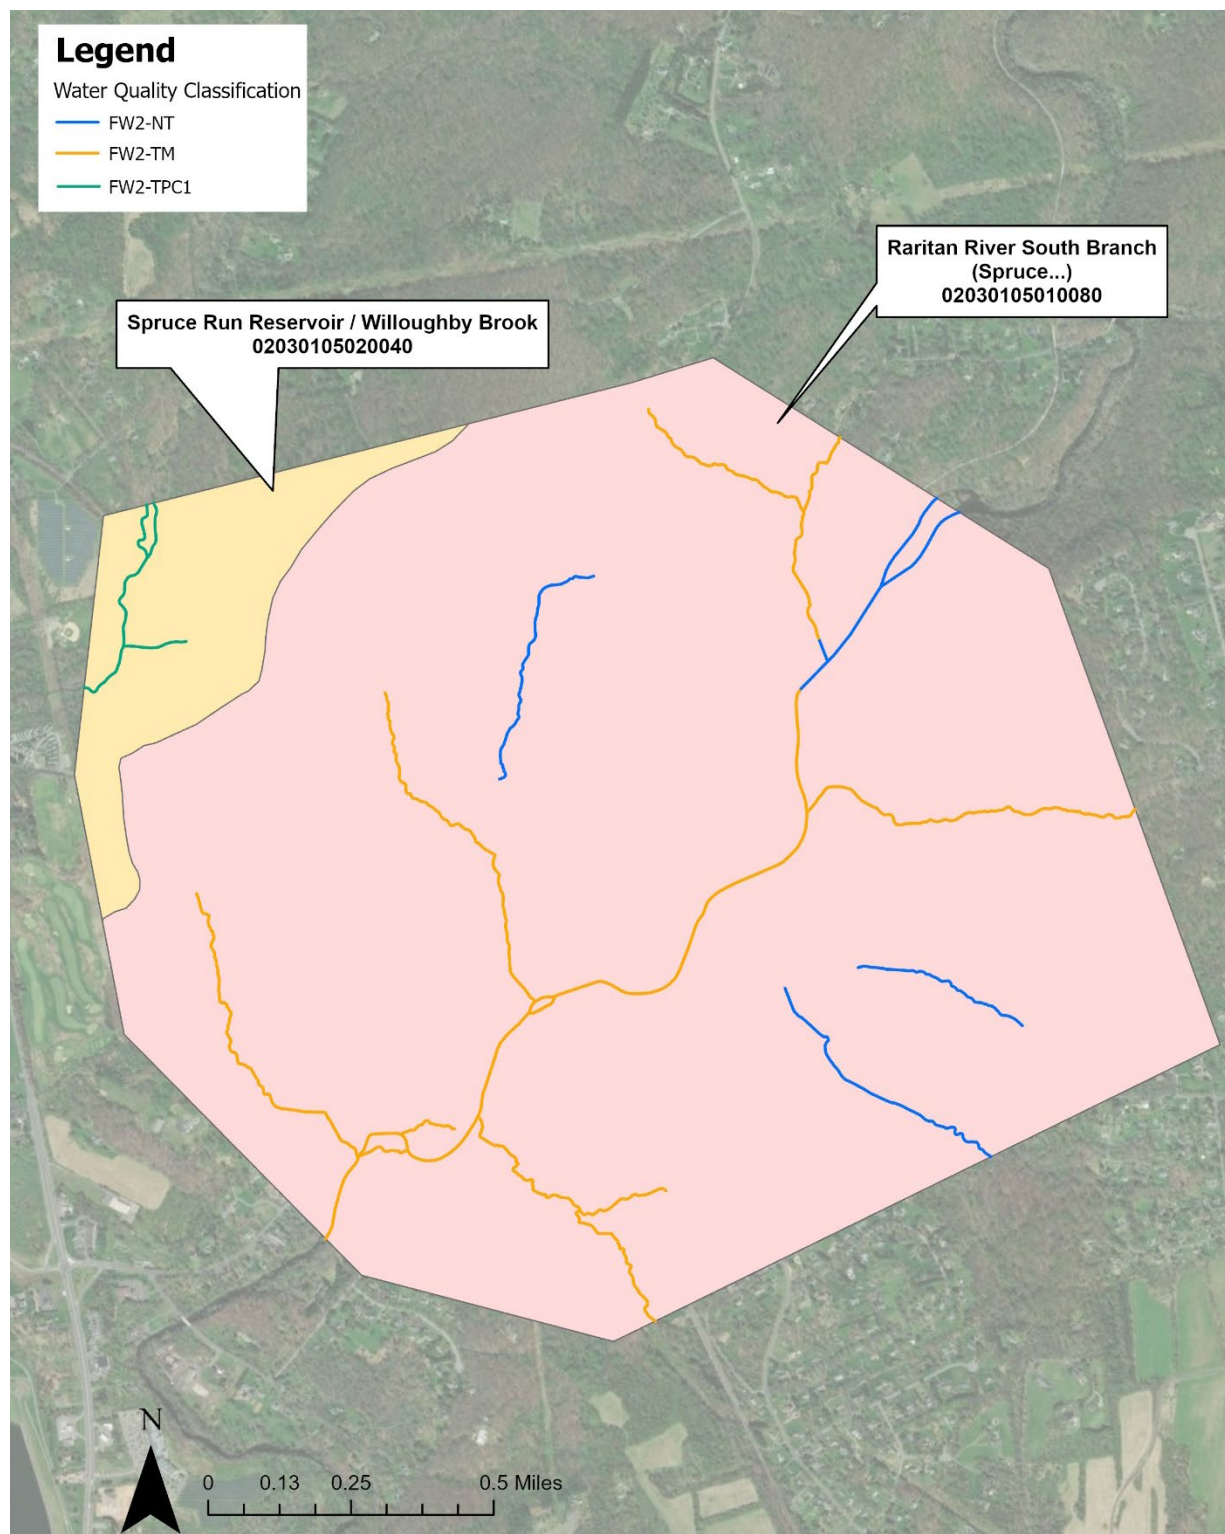 Legend
Water Quality Classification
FW2-NT
FW2-TM
FW2-TPC1
Raritan River South Branch
(Spruce...)
02030105010080
Spruce Run Reservoir / Willoughby Brook
02030105020040
N
0 0.13 0.25 0.5 Miles